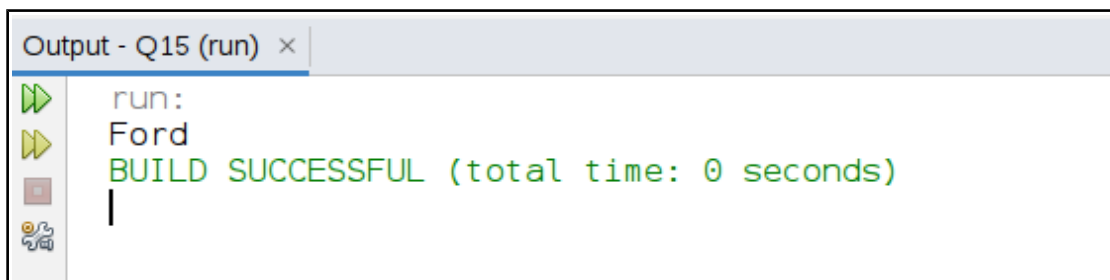 Output - Q15 (run) ×
run:
Ford
BUILD SUCCESSFUL (total time: 0 seconds)